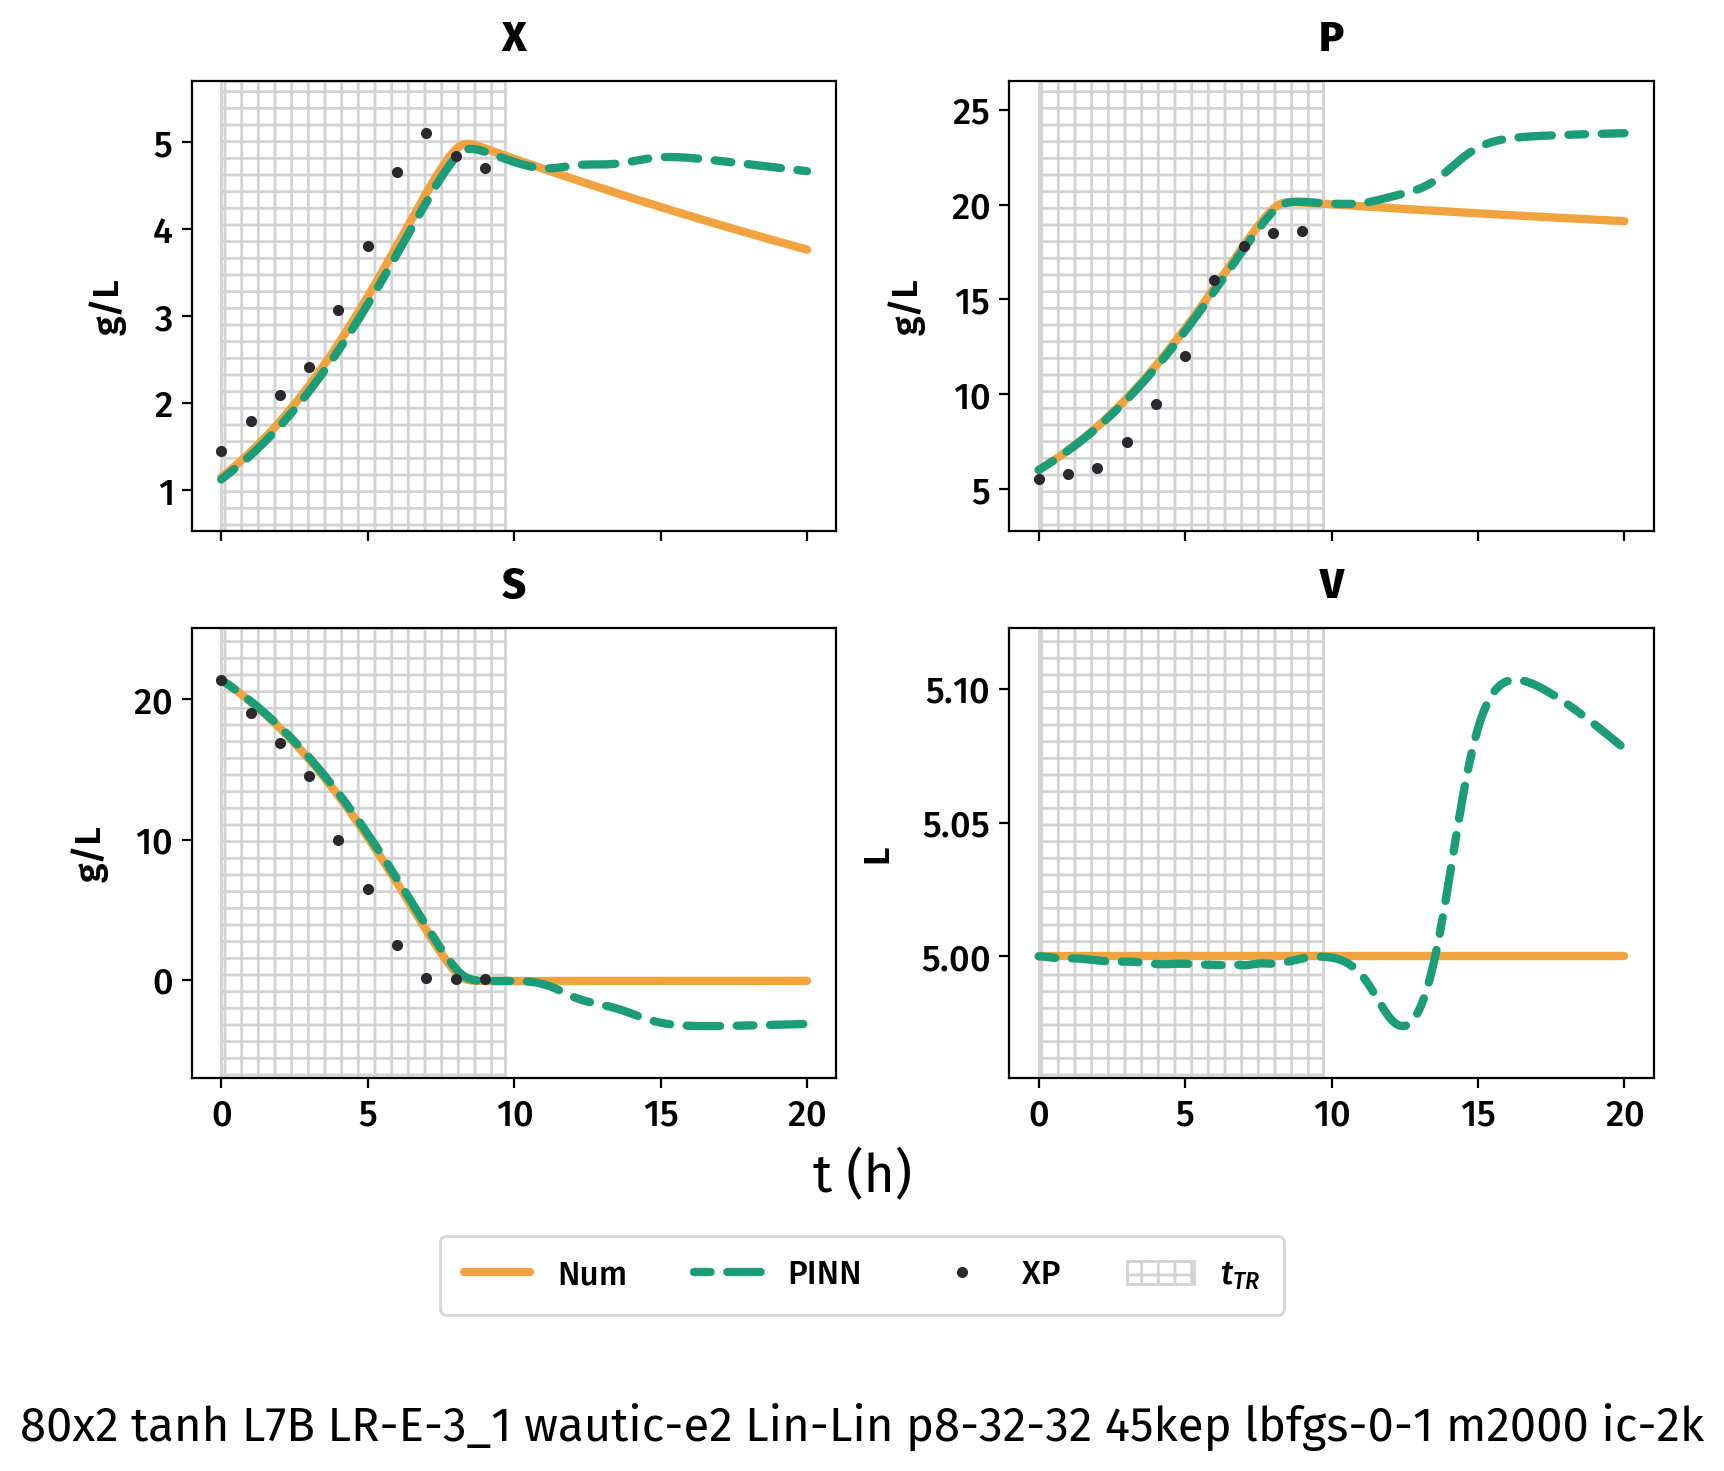 X
P
g/L
5
4
3
2
1
g/L
25
20
15
10
5
S
V
g/L
20
10
0
0 5 10 15 20
L
5.10
5.05
5.00
0 5 10 15 20
t (h)
Num PINN XP tTR
80x2 tanh L7B LR-E-3_1 wautic-e2 Lin-Lin p8-32-32 45kep lbfgs-0-1 m2000 ic-2k